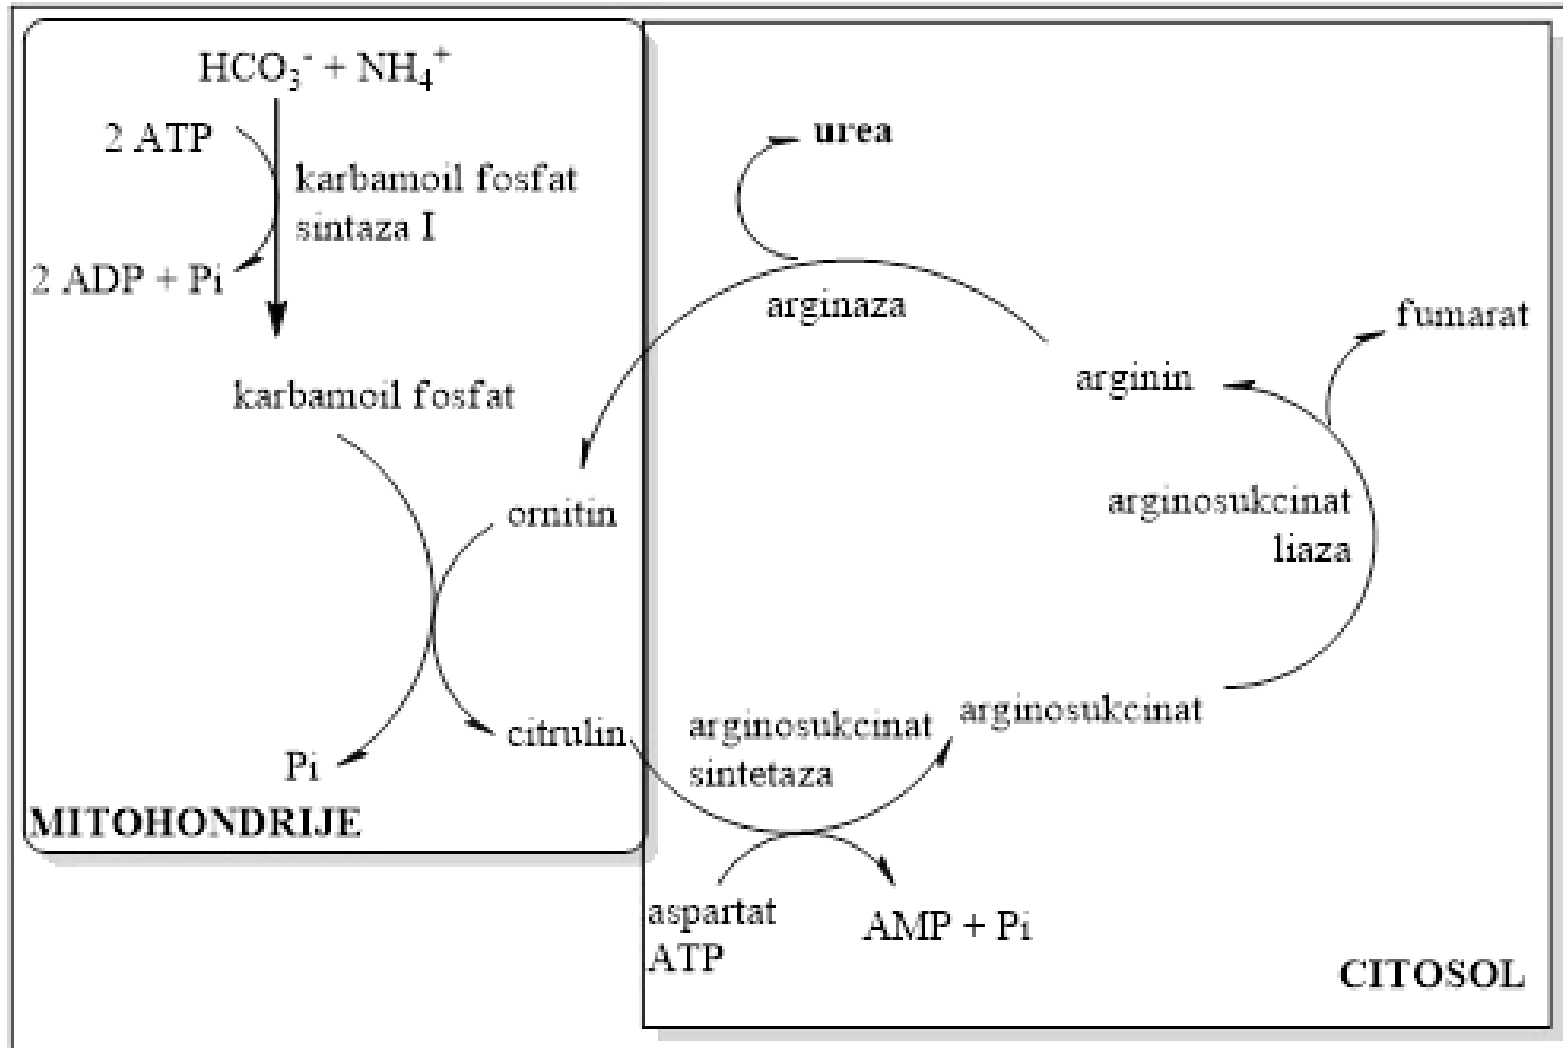 HCO₃⁻ + NH₄⁺
2 ATP
karbamoil fosfat
sintaza I
2 ADP + Pi
karbamoil fosfat
ornitin
citrulin
Pi
MITOHONDRIJE
urea
arginaza
fumarat
arginin
arginosukcinat
liaza
arginosukcinat
arginosukcinat
sintetaza
aspartat
ATP
AMP + Pi
CITOSOL